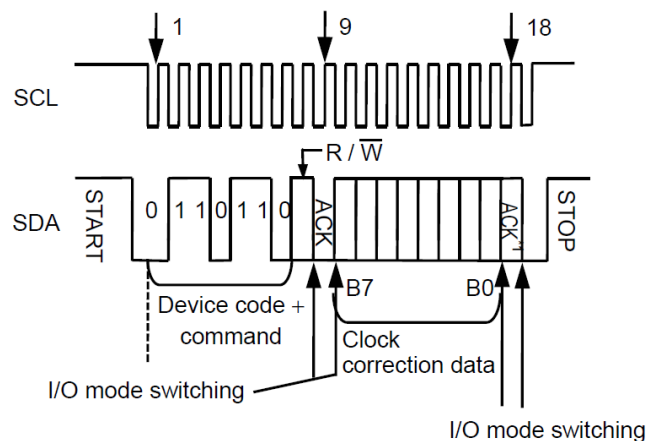 1 9 18
SCL
R / W
SDA
START
0 1 1 0 1 1 0
ACK
ACK*1
STOP
B7 B0
Device code +
command
Clock
correction data
I/O mode switching
I/O mode switching